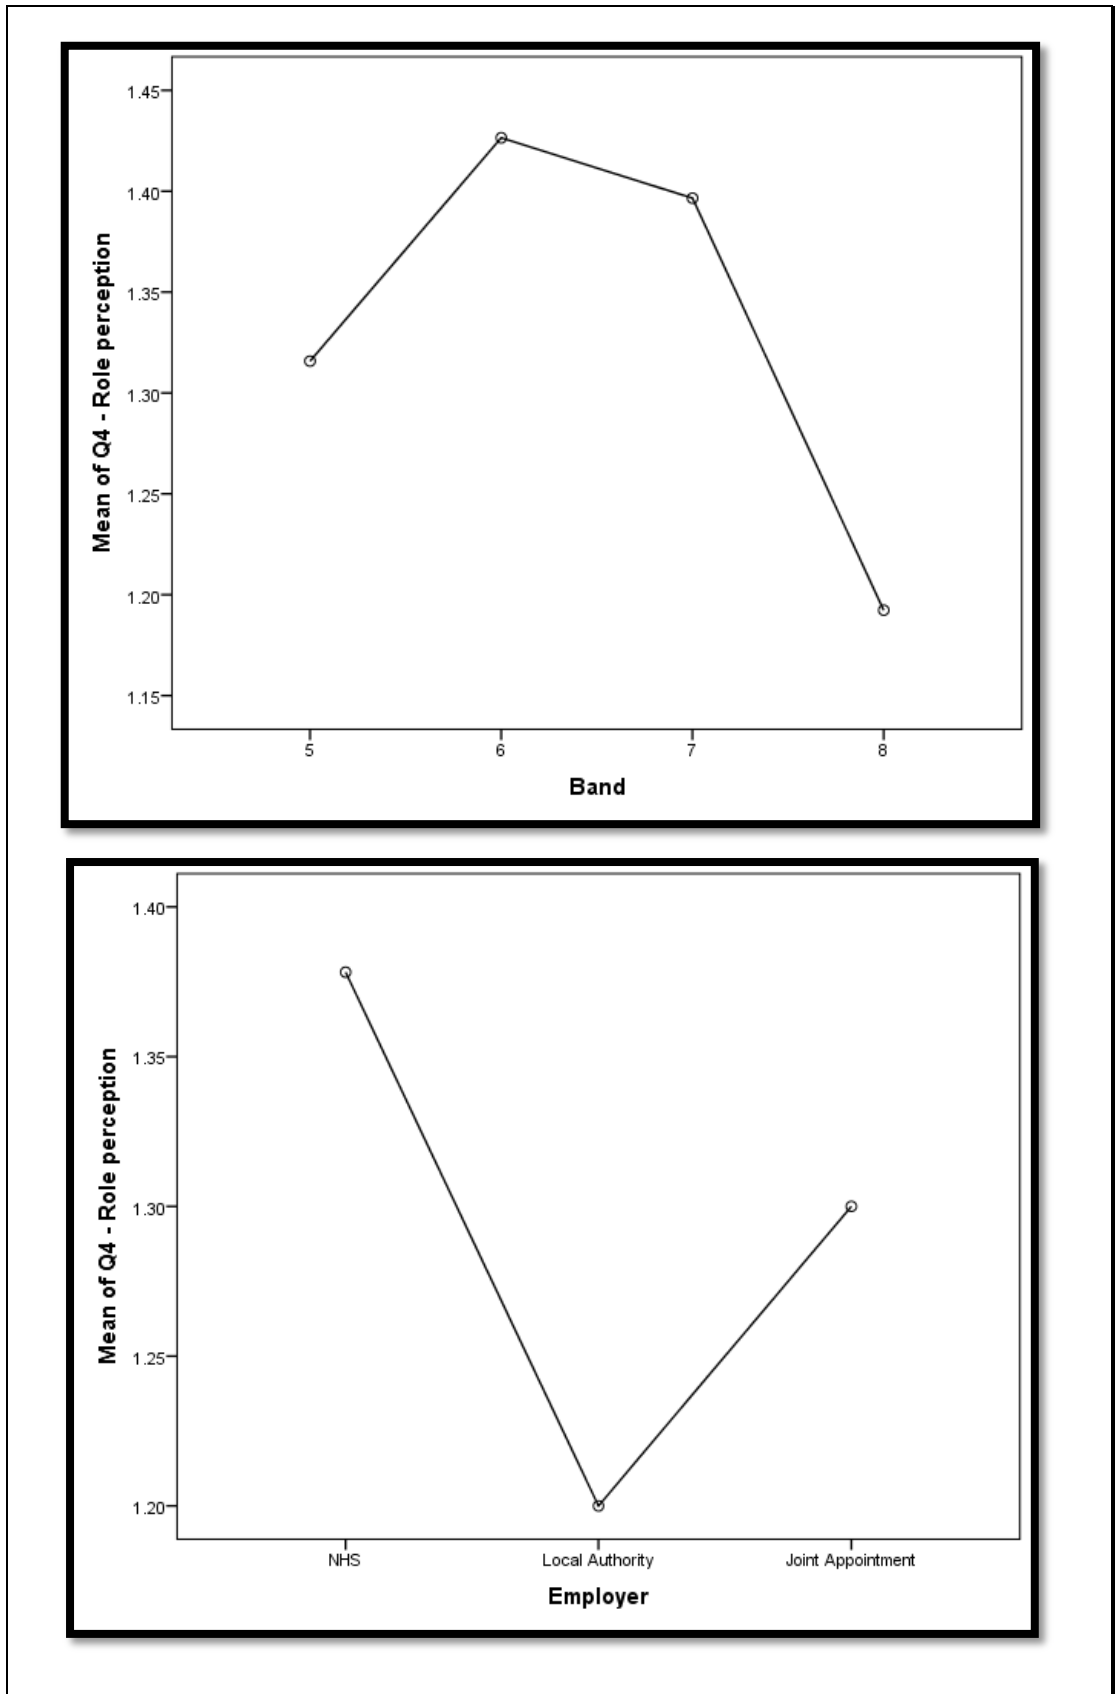 Mean of Q4 - Role perception
1.45
1.40
1.35
1.30
1.25
1.20
1.15
5 6 7 8
Band
Mean of Q4 - Role perception
1.40
1.35
1.30
1.25
1.20
NHS Local Authority Joint Appointment
Employer